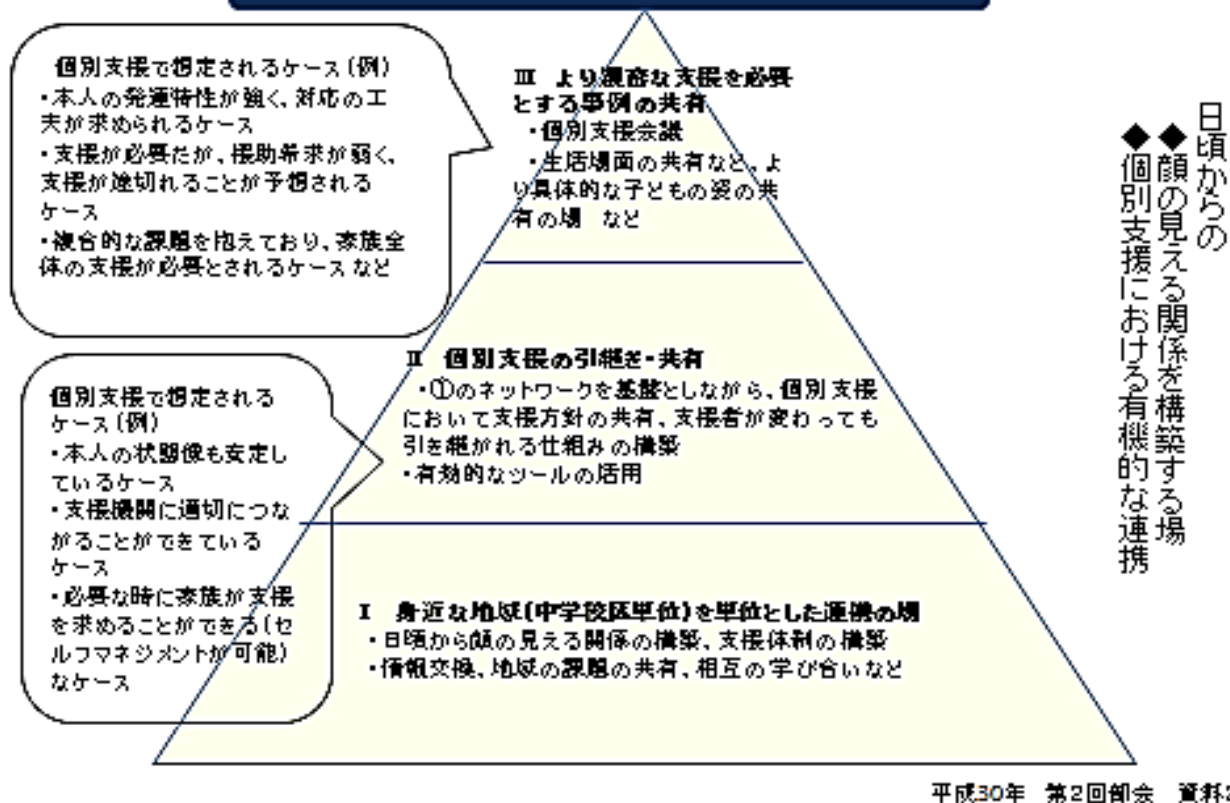 個別支援で想定されるケース(例)
・本人の発達特性が強く、対応の工
夫が求められるケース
・支援が必要だが、援助希求が弱く、
支援が途切れることが予想される
ケース
・複合的な課題を抱えており、家族全
体の支援が必要とされるケースなど
Ⅲ より濃密な支援を必要
とする事例の共有
・個別支援会議
・生活場面の共有など、よ
り具体的な子どもの姿の共
有の場 など
日頃からの
◆顔の見える関係を構築する場
◆個別支援における有機的な連携
Ⅱ 個別支援の引継ぎ・共有
・①のネットワークを基盤としながら、個別支援
において支援方針の共有、支援者が変わっても
引き継がれる仕組みの構築
・有効的なツールの活用
個別支援で想定される
ケース(例)
・本人の状態像も安定し
ているケース
・支援機関に適切につな
がることができている
ケース
・必要な時に家族が支援
を求めることができる(セ
ルフマネジメントが可能)
なケース
Ⅰ 身近な地域(中学校区単位)を単位とした連携の場
・日頃から顔の見える関係の構築、支援体制の構築
・情報交換、地域の課題の共有、相互の学び合いなど
平成30年 第2回部会 資料